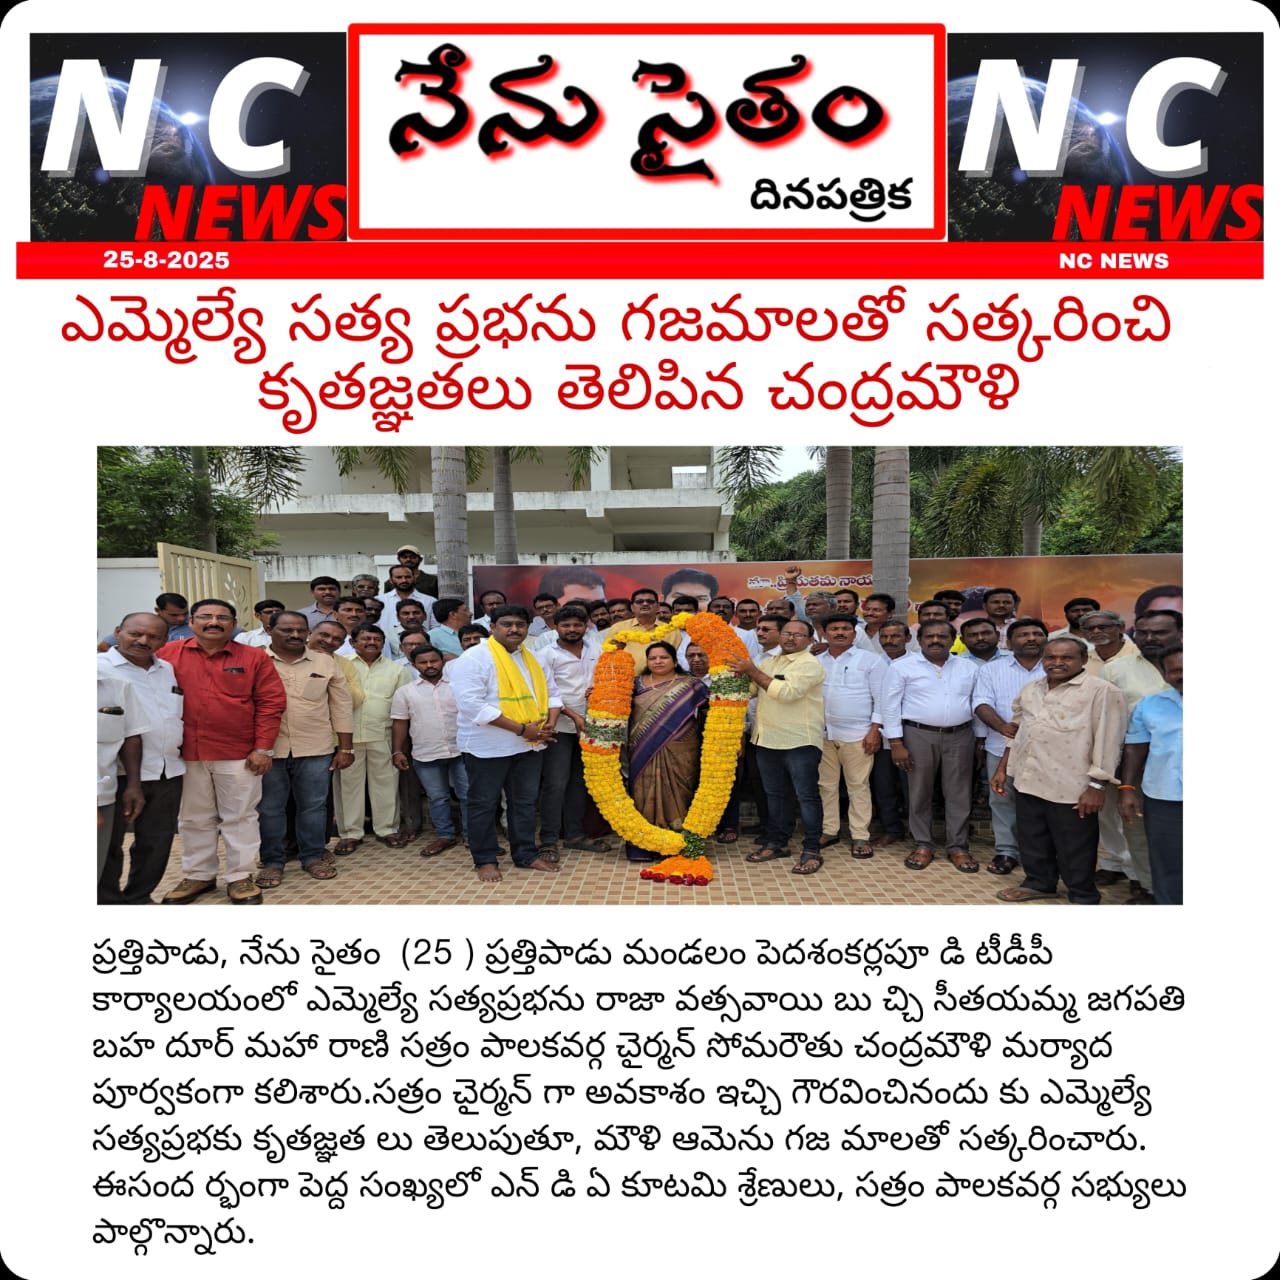 NC
NEWS
నేను సైతం
దినపత్రిక
NC
NEWS
25-8-2025
NC NEWS
ఎమ్మెల్యే సత్య ప్రభను గజమాలతో సత్కరించి
కృతజ్ఞతలు తెలిపిన చంద్రమౌళి
మా..ప్రియతమ నాయ
ప్రత్తిపాడు, నేను సైతం (25 ) ప్రత్తిపాడు మండలం పెదశంకర్లపూ డి టీడీపీ
కార్యాలయంలో ఎమ్మెల్యే సత్యప్రభను రాజా వత్సవాయి బు చ్చి సీతయమ్మ జగపతి
బహ దూర్ మహా రాణి సత్రం పాలకవర్గ చైర్మన్ సోమరౌతు చంద్రమౌళి మర్యాద
పూర్వకంగా కలిశారు.సత్రం చైర్మన్ గా అవకాశం ఇచ్చి గౌరవించినందు కు ఎమ్మెల్యే
సత్యప్రభకు కృతజ్ఞత లు తెలుపుతూ, మౌళి ఆమెను గజ మాలతో సత్కరించారు.
ఈసంద ర్భంగా పెద్ద సంఖ్యలో ఎన్ డి ఏ కూటమి శ్రేణులు, సత్రం పాలకవర్గ సభ్యులు
పాల్గొన్నారు.